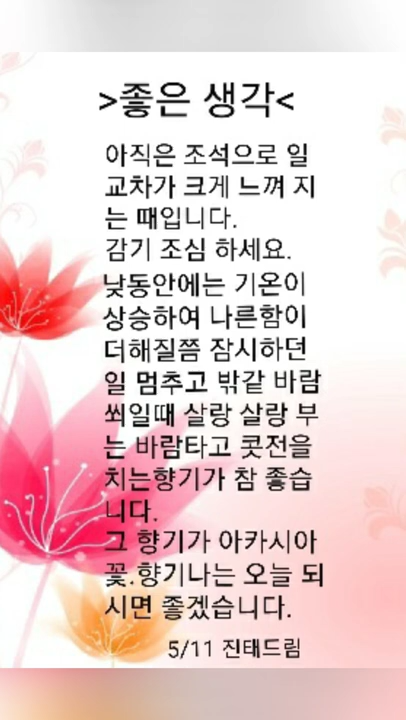 >좋은 생각<
아직은 조석으로 일
교차가 크게 느껴 지
는 때입니다.
감기 조심 하세요.
낮동안에는 기온이
상승하여 나른함이
더해질쯤 잠시하던
일 멈추고 밖같 바람
쐬일때 살랑 살랑 부
는 바람타고 콧전을
치는향기가 참 좋습
니다.
그 향기가 아카시아
꽃.향기나는 오늘 되
시면 좋겠습니다.
5/11 진태드림